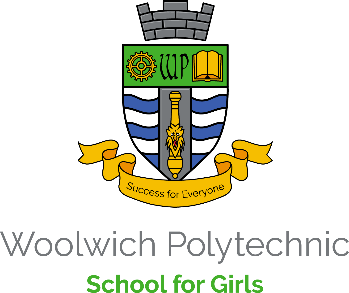 WP
Success for Everyone
Woolwich Polytechnic
School for Girls